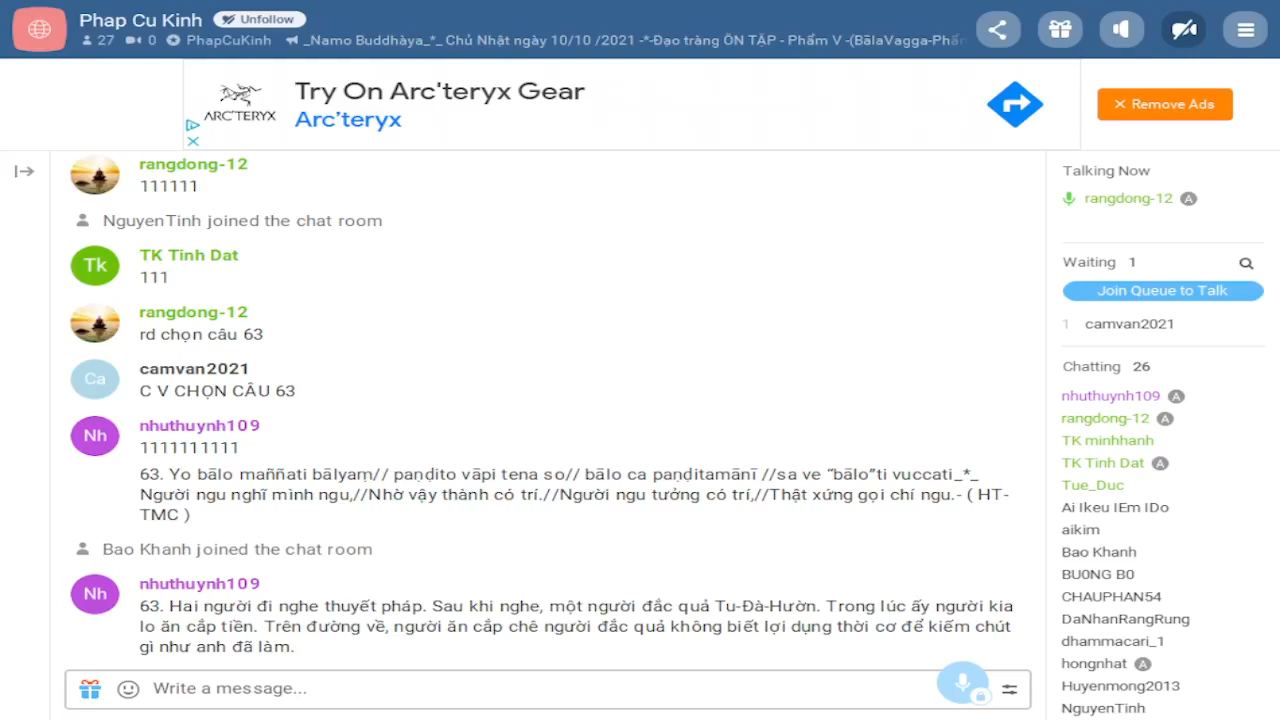 Phap Cu Kinh Unfollow
27 0 PhapCuKinh _Namo Buddhàya_*_ Chủ Nhật ngày 10/10 /2021 -*-Đạo tràng ÔN TẬP - Phẩm V -(BālaVagga-Phẩm
ARC'TERYX
Try On Arc'teryx Gear
Arc'teryx
Remove Ads
rangdong-12
111111
NguyenTinh joined the chat room
Tk
TK Tinh Dat
111
rangdong-12
rd chọn câu 63
Ca
camvan2021
C V CHỌN CÂU 63
Nh
nhuthuynh109
1111111111
63. Yo bālo maññati bālyaṃ// paṇḍito vāpi tena so// bālo ca paṇḍitamānī //sa ve “bālo”ti vuccati_*_
Người ngu nghĩ mình ngu,//Nhờ vậy thành có trí.//Người ngu tưởng có trí,//Thật xứng gọi chí ngu.- ( HT-
TMC )
Bao Khanh joined the chat room
Nh
nhuthuynh109
63. Hai người đi nghe thuyết pháp. Sau khi nghe, một người đắc quả Tu-Đà-Hườn. Trong lúc ấy người kia
lo ăn cắp tiền. Trên đường về, người ăn cắp chê người đắc quả không biết lợi dụng thời cơ để kiếm chút
gì như anh đã làm.
Write a message...
Talking Now
rangdong-12 A
Waiting 1
Join Queue to Talk
1 camvan2021
Chatting 26
nhuthuynh109 A
rangdong-12 A
TK minhhanh
TK Tinh Dat A
Tue_Duc
Ai lkeu lEm lDo
aikim
Bao Khanh
BU0NG B0
CHAUPHAN54
DaNhanRangRung
dhammacari_1
hongnhat A
Huyenmong2013
NguyenTinh